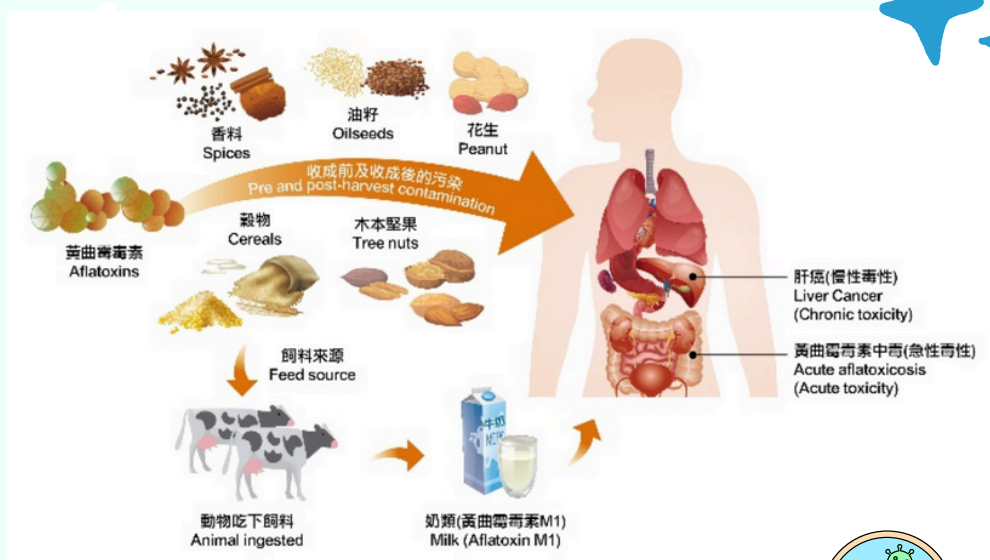 香料
Spices
油籽
Oilseeds
花生
Peanut
收成前及收成後的污染
Pre and post-harvest contamination
黃曲霉毒素
Aflatoxins
穀物
Cereals
木本堅果
Tree nuts
肝癌(慢性毒性)
Liver Cancer
(Chronic toxicity)
黃曲霉毒素中毒(急性毒性)
Acute aflatoxicosis
(Acute toxicity)
飼料來源
Feed source
動物吃下飼料
Animal ingested
MILK
奶類(黃曲霉毒素M1)
Milk (Aflatoxin M1)